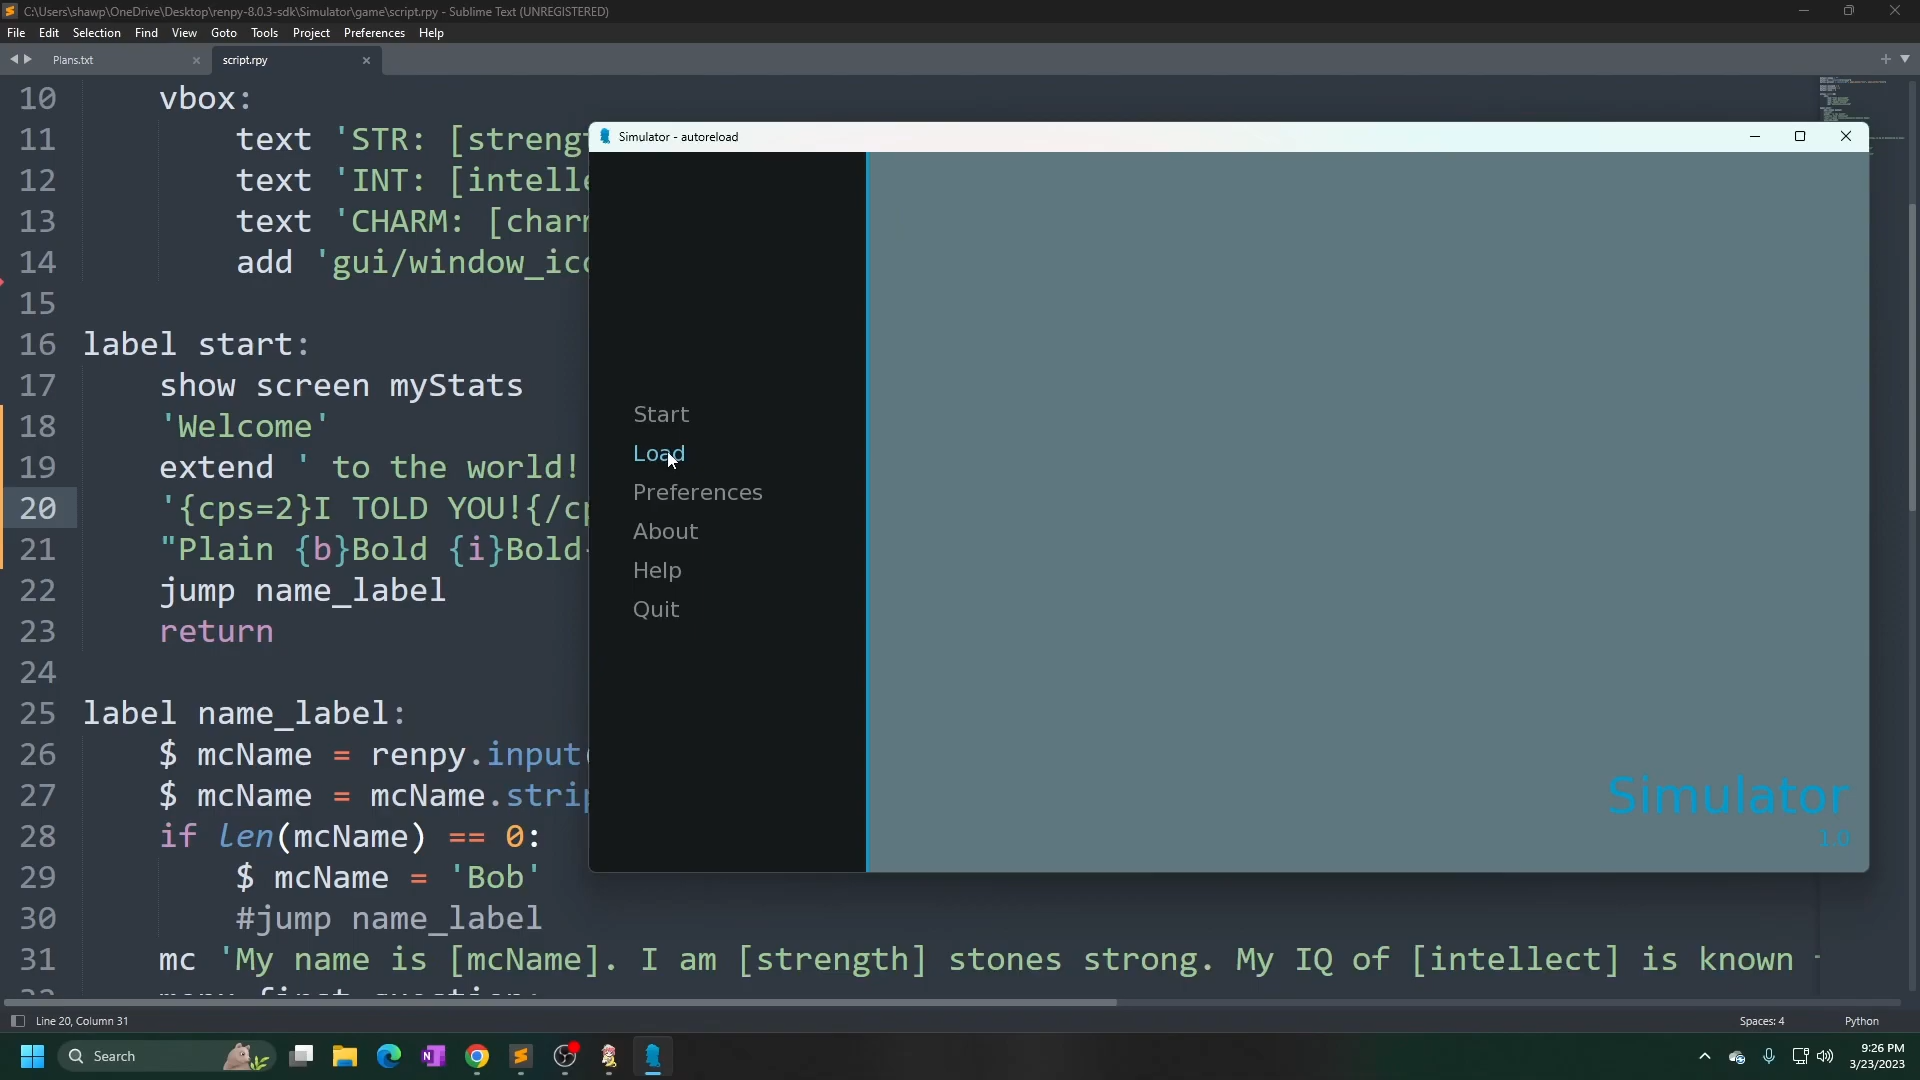 C:\Users\shawp\OneDrive\Desktop\renpy-8.0.3-sdk\Simulator\game\script.rpy - Sublime Text (UNREGISTERED)
File Edit Selection Find View Goto Tools Project Preferences Help
Plans.txt
script.rpy
10 vbox:
11 text 'STR: [strengt
12 text 'INT: [intelle
13 text 'CHARM: [charm
14 add 'gui/window_ico
15
16 label start:
17 show screen myStats
18 'Welcome'
19 extend ' to the world!
20 '{cps=2}I TOLD YOU!{/cp
21 "Plain {b}Bold {i}Bold-
22 jump name_label
23 return
24
25 label name_label:
26 $ mcName = renpy.input(
27 $ mcName = mcName.strip
28 if len(mcName) == 0:
29 $ mcName = 'Bob'
30 #jump name_label
31 mc 'My name is [mcName]. I am [strength] stones strong. My IQ of [intellect] is known
Simulator - autoreload
Start
Load
Preferences
About
Help
Quit
Simulator
1.0
Line 20, Column 31
Spaces: 4
Python
Search
9:26 PM
3/23/2023